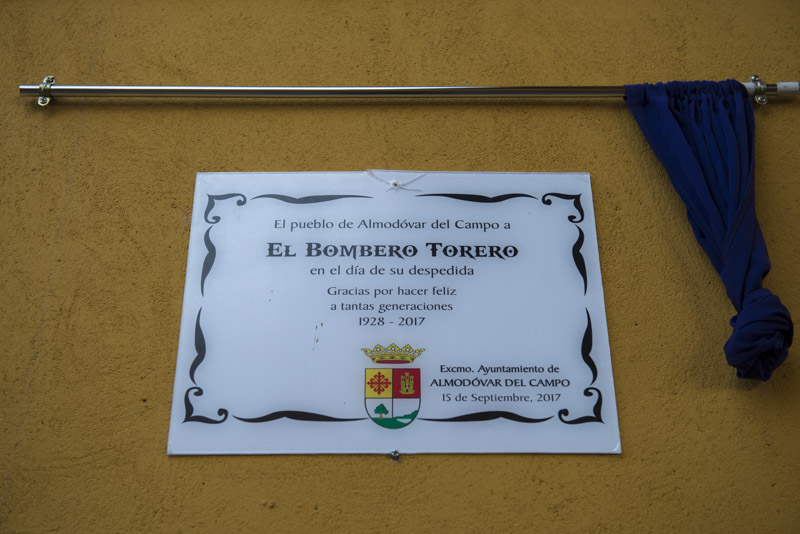 El pueblo de Almodóvar del Campo a
EL BOMBERO TORERO
en el día de su despedida
Gracias por hacer feliz
a tantas generaciones
1928 - 2017
Excmo. Ayuntamiento de
ALMODÓVAR DEL CAMPO
15 de Septiembre, 2017